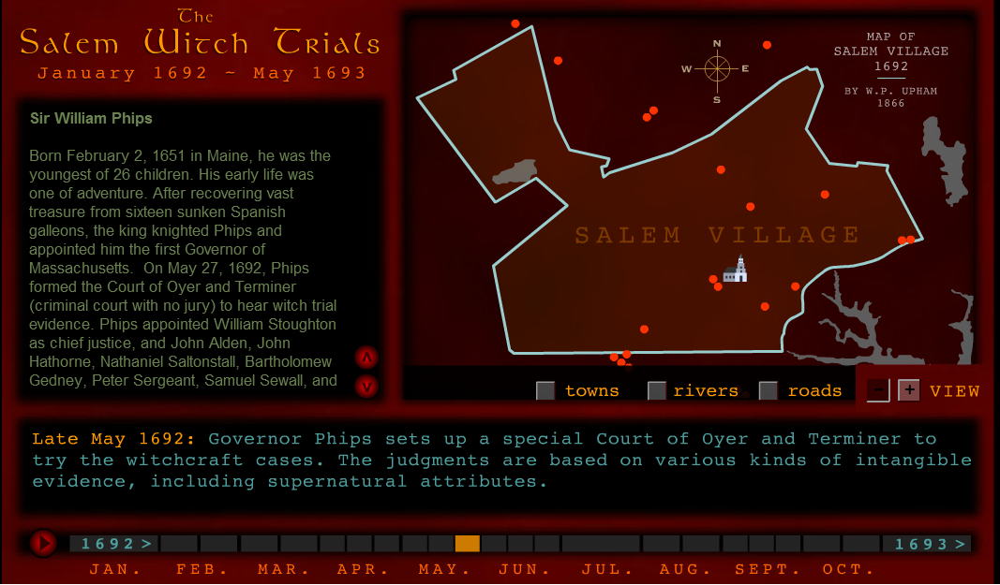 The
Salem Witch Trials
January 1692 ~ May 1693
Sir William Phips
Born February 2, 1651 in Maine, he was the
youngest of 26 children. His early life was
one of adventure. After recovering vast
treasure from sixteen sunken Spanish
galleons, the king knighted Phips and
appointed him the first Governor of
Massachusetts.  On May 27, 1692, Phips
formed the Court of Oyer and Terminer
(criminal court with no jury) to hear witch trial
evidence. Phips appointed William Stoughton
as chief justice, and John Alden, John
Hathorne, Nathaniel Saltonstall, Bartholomew
Gedney, Peter Sergeant, Samuel Sewall, and
N
W E
S
MAP OF
SALEM VILLAGE
1692
BY W.P. UPHAM
1866
SALEM VILLAGE
towns rivers roads - + VIEW
Late May 1692: Governor Phips sets up a special Court of Oyer and Terminer to
try the witchcraft cases. The judgments are based on various kinds of intangible
evidence, including supernatural attributes.
1692 > 1693 >
JAN. FEB. MAR. APR. MAY. JUN. JUL. AUG. SEPT. OCT.